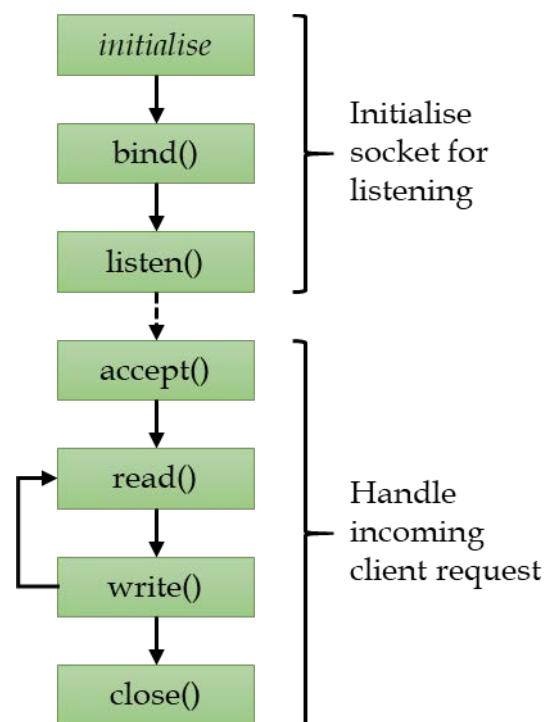 initialise
bind()
listen()
Initialise
socket for
listening
accept()
read()
write()
close()
Handle
incoming
client request